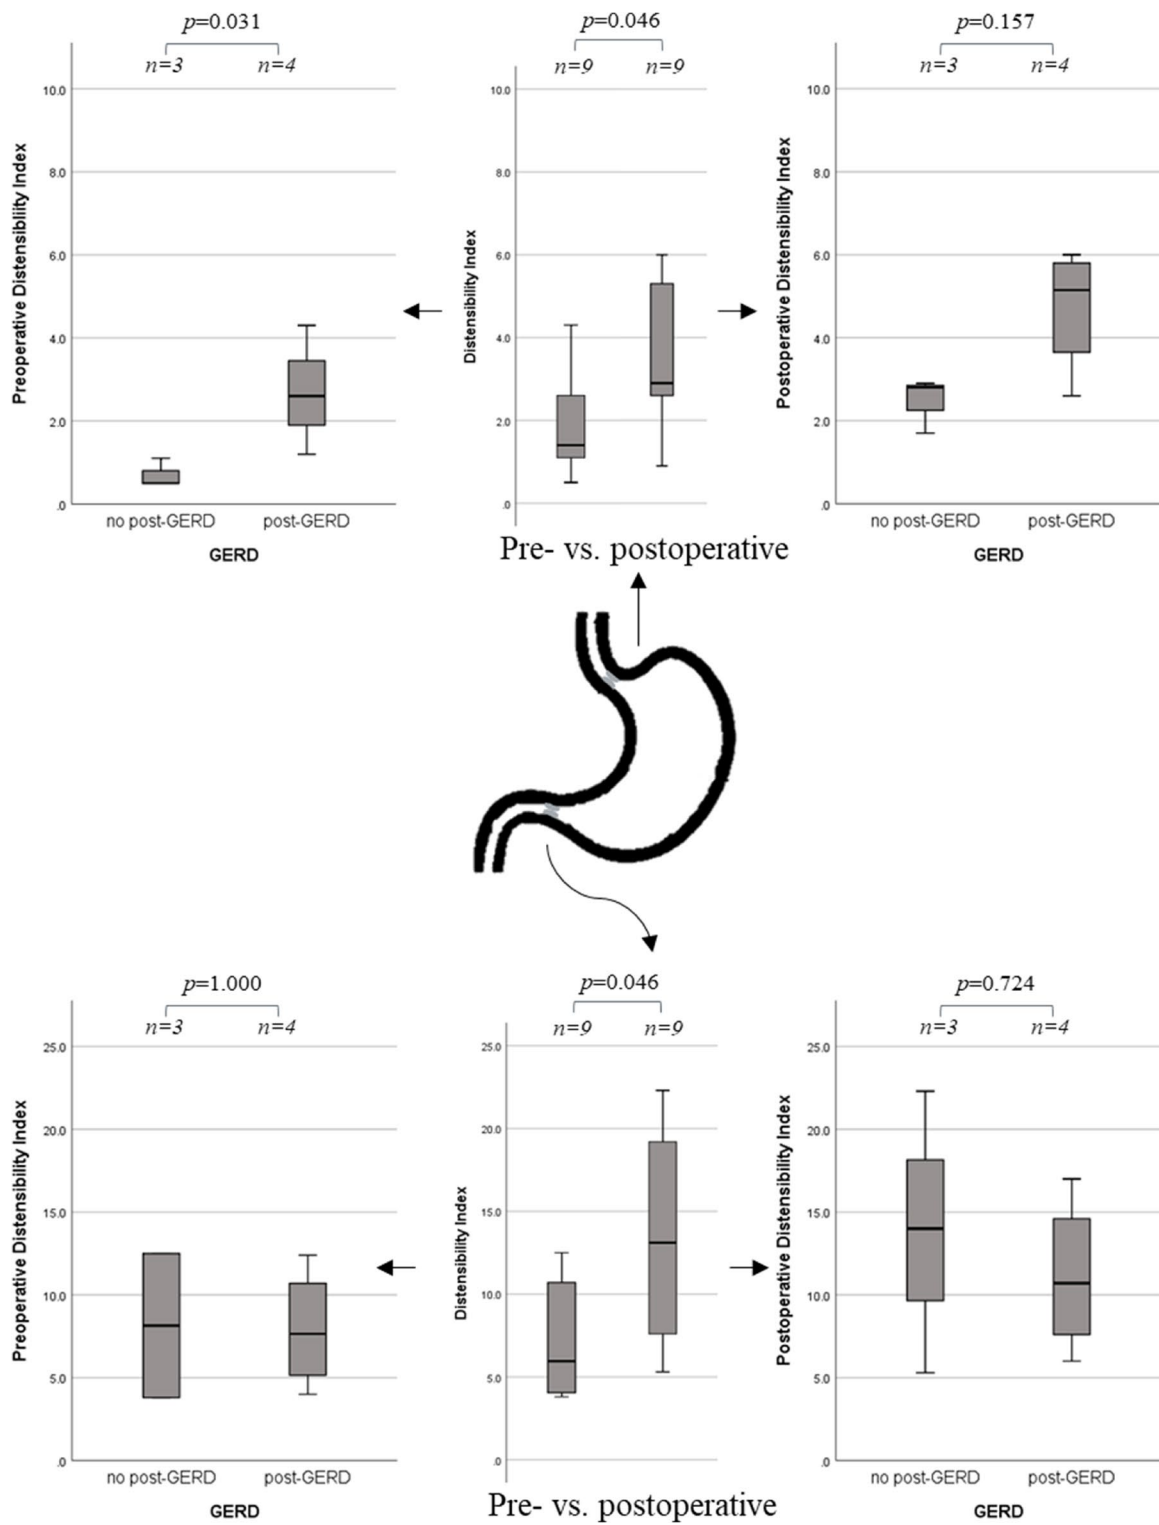 p=0.031
n=3 n=4
10.0
8.0
6.0
4.0
2.0
.0
Preoperative Distensiblity Index
no post-GERD post-GERD
GERD
p=0.046
n=9 n=9
10.0
8.0
6.0
4.0
2.0
.0
Distensibility Index
Pre- vs. postoperative
p=0.157
n=3 n=4
10.0
8.0
6.0
4.0
2.0
.0
Postoperative Distensibility Index
no post-GERD post-GERD
GERD
p=1.000
n=3 n=4
25.0
20.0
15.0
10.0
5.0
.0
Preoperative Distensibility Index
no post-GERD post-GERD
GERD
p=0.046
n=9 n=9
25.0
20.0
15.0
10.0
5.0
.0
Distensibility Index
Pre- vs. postoperative
p=0.724
n=3 n=4
25.0
20.0
15.0
10.0
5.0
.0
Postoperative Distensibility Index
no post-GERD post-GERD
GERD